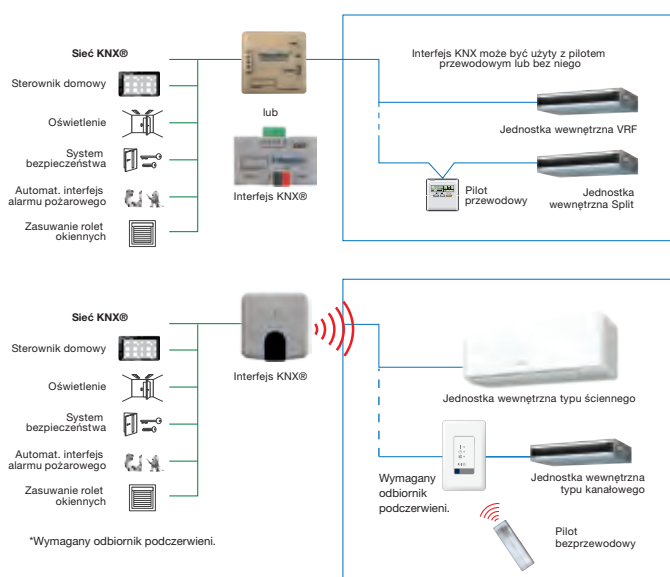 Sieć KNX®
Sterownik domowy
Oświetlenie
System
bezpieczeństwa
Automat. interfejs
alarmu pożarowego
Zasuwanie rolet
okiennych
lub
Interfejs KNX®
Interfejs KNX może być użyty z pilotem
przewodowym lub bez niego
Jednostka wewnętrzna VRF
Pilot
przewodowy
Jednostka
wewnętrzna Split
Sieć KNX®
Sterownik domowy
Oświetlenie
System
bezpieczeństwa
Automat. interfejs
alarmu pożarowego
Zasuwanie rolet
okiennych
Interfejs KNX®
Jednostka wewnętrzna typu ściennego
Wymagany
odbiornik
podczerwieni.
Jednostka wewnętrzna
typu kanałowego
Pilot
bezprzewodowy
*Wymagany odbiornik podczerwieni.